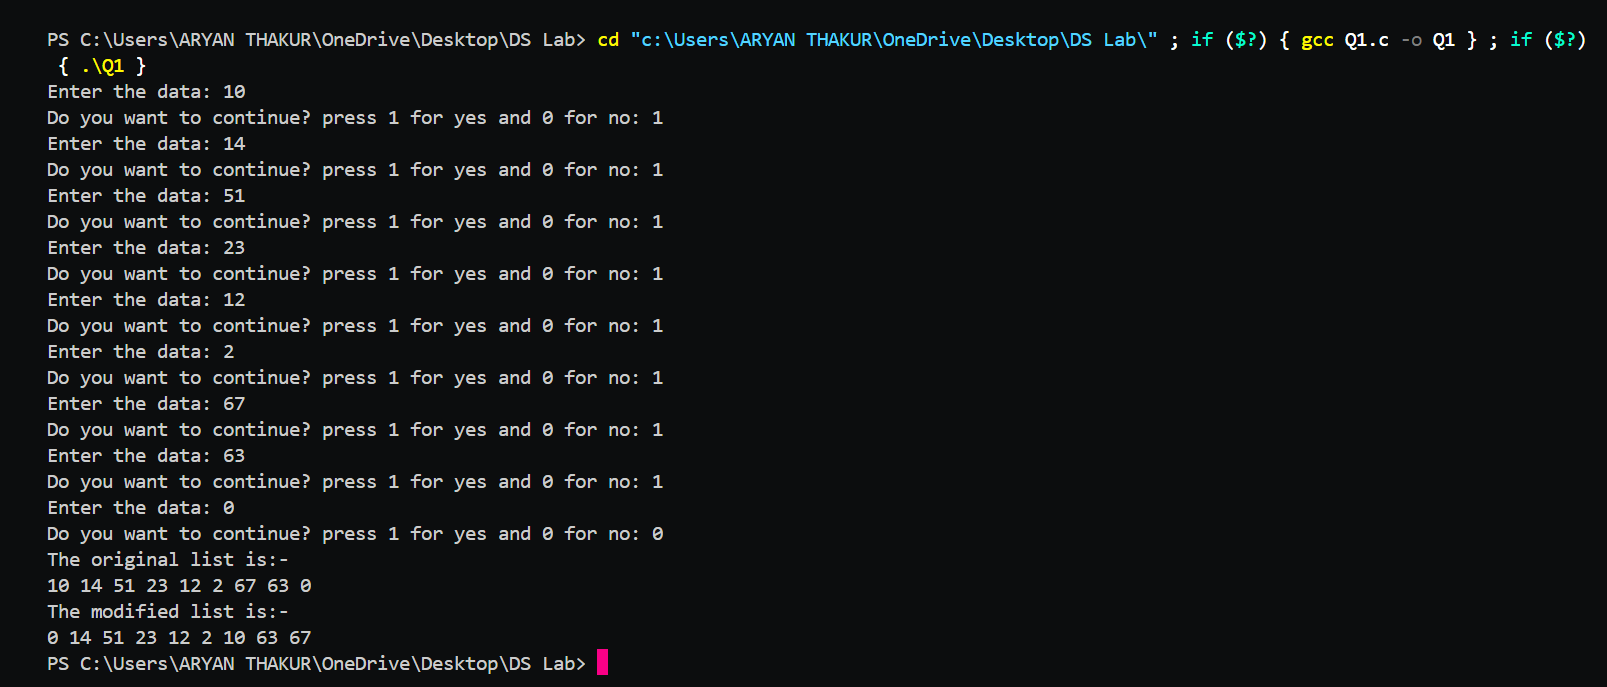 PS C:\Users\ARYAN THAKUR\OneDrive\Desktop\DS Lab> cd "c:\Users\ARYAN THAKUR\OneDrive\Desktop\DS Lab\" ; if ($?) { gcc Q1.c -o Q1 } ; if ($?)
{ .\Q1 }
Enter the data: 10
Do you want to continue? press 1 for yes and 0 for no: 1
Enter the data: 14
Do you want to continue? press 1 for yes and 0 for no: 1
Enter the data: 51
Do you want to continue? press 1 for yes and 0 for no: 1
Enter the data: 23
Do you want to continue? press 1 for yes and 0 for no: 1
Enter the data: 12
Do you want to continue? press 1 for yes and 0 for no: 1
Enter the data: 2
Do you want to continue? press 1 for yes and 0 for no: 1
Enter the data: 67
Do you want to continue? press 1 for yes and 0 for no: 1
Enter the data: 63
Do you want to continue? press 1 for yes and 0 for no: 1
Enter the data: 0
Do you want to continue? press 1 for yes and 0 for no: 0
The original list is:-
10 14 51 23 12 2 67 63 0
The modified list is:-
0 14 51 23 12 2 10 63 67
PS C:\Users\ARYAN THAKUR\OneDrive\Desktop\DS Lab>